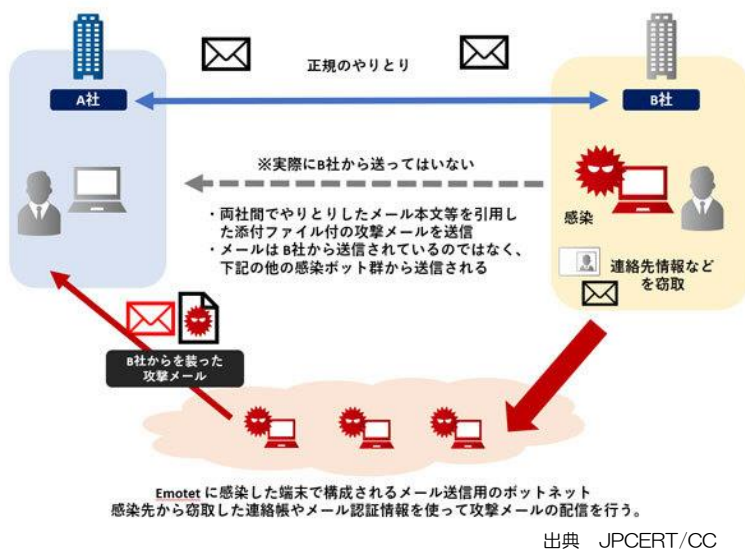 正規のやりとり
A社
B社
※実際にB社から送ってはいない
・両社間でやりとりしたメール本文等を引用し
た添付ファイル付の攻撃メールを送信
・メールは B社から送信されているのではなく、
下記の他の感染ボット群から送信される
感染
連絡先情報など
を窃取
B社からを装った
攻撃メール
Emotet に感染した端末で構成されるメール送信用のボットネット
感染先から窃取した連絡帳やメール認証情報を使って攻撃メールの配信を行う。
出典 JPCERT/CC